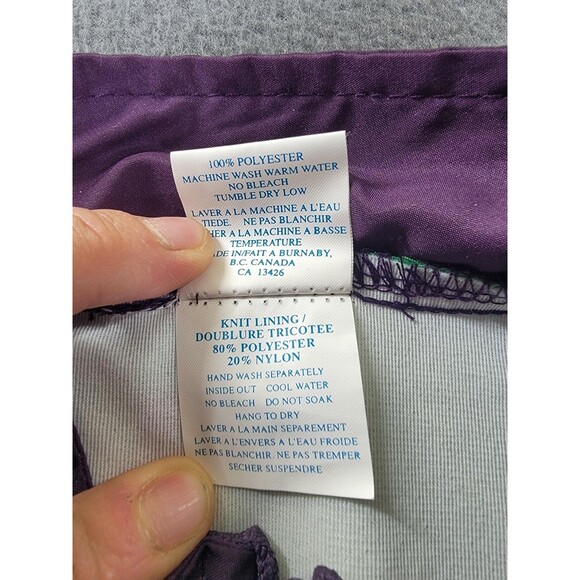 100% POLYESTER
MACHINE WASH WARM WATER
NO BLEACH
TUMBLE DRY LOW
LAVER A LA MACHINE A L'EAU
TIEDE. NE PAS BLANCHIR
A LA MACHINE A BASSE
TEMPERATURE
IN/FAIT A BURNABY,
B.C. CANADA
CA 13426
KNIT LINING /
DOUBLURE TRICOTEE
80% POLYESTER
20% NYLON
HAND WASH SEPARATELY
INSIDE OUT COOL WATER
NO BLEACH DO NOT SOAK
HANG TO DRY
LAVER A LA MAIN SEPAREMENT
LAVER A L'ENVERS A L'EAU FROIDE
NE PAS BLANCHIR. NE PAS TREMPER
SECHER SUSPENDRE